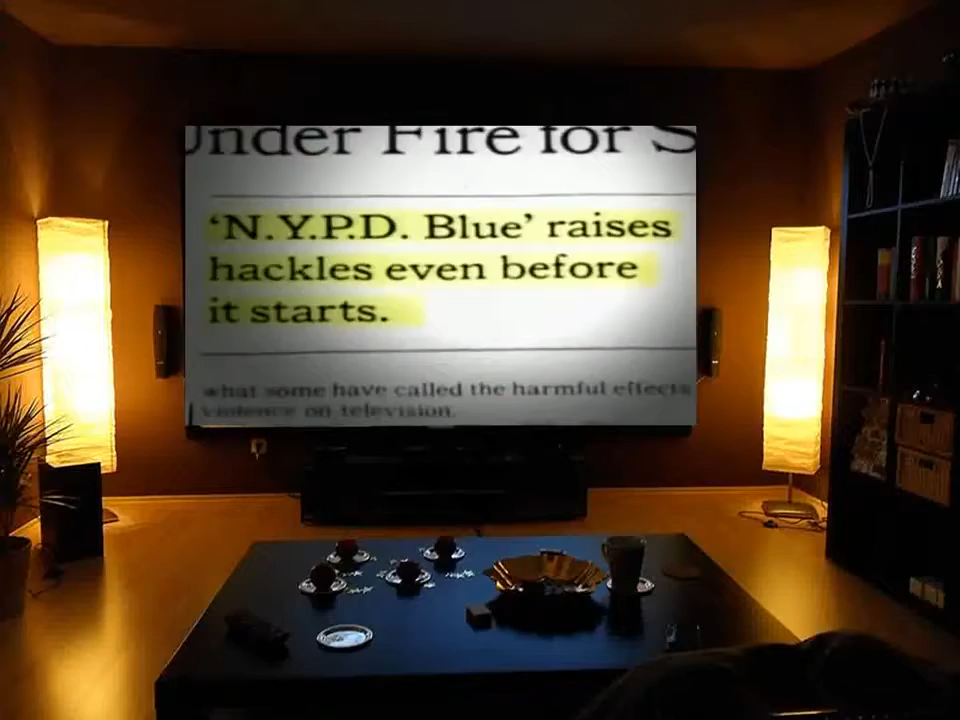 Under Fire for S
‘N.Y.P.D. Blue’ raises
hackles even before
it starts.
what some have called the harmful effects
violence on television.